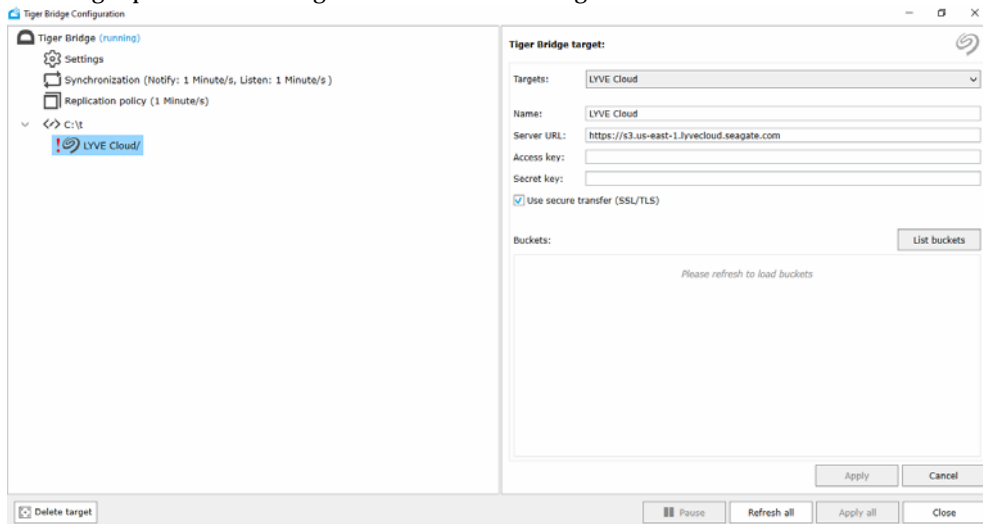 Tiger Bridge Configuration
Tiger Bridge (running)
Settings
Synchronization (Notify: 1 Minute/s, Listen: 1 Minute/s )
Replication policy (1 Minute/s)
C:\t
LYVE Cloud/
Tiger Bridge target:
Targets: LYVE Cloud
Name: LYVE Cloud
Server URL: https://s3.us-east-1.lyvecloud.seagate.com
Access key:
Secret key:
Use secure transfer (SSL/TLS)
Buckets: List buckets
Please refresh to load buckets
Apply Cancel
Delete target Pause Refresh all Apply all Close